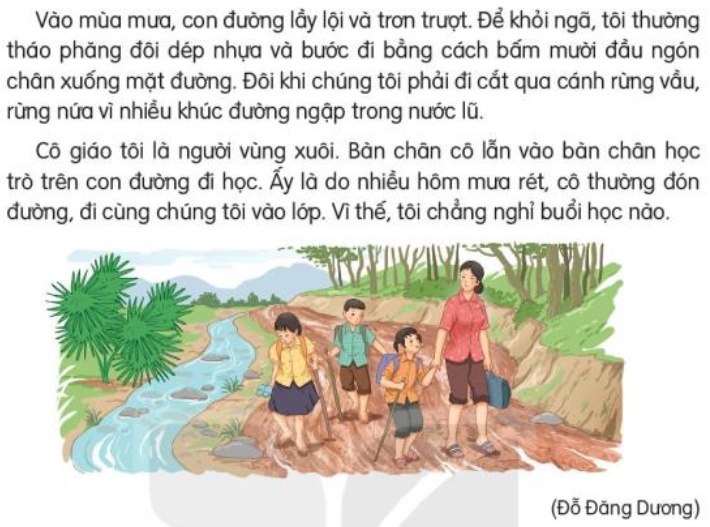 Vào mùa mưa, con đường lầy lội và trơn trượt. Để khỏi ngã, tôi thường
tháo phăng đôi dép nhựa và bước đi bằng cách bấm mười đầu ngón
chân xuống mặt đường. Đôi khi chúng tôi phải đi cắt qua cánh rừng vầu,
rừng nứa vì nhiều khúc đường ngập trong nước lũ.
Cô giáo tôi là người vùng xuôi. Bàn chân cô lẫn vào bàn chân học
trò trên con đường đi học. Ấy là do nhiều hôm mưa rét, cô thường đón
đường, đi cùng chúng tôi vào lớp. Vì thế, tôi chẳng nghỉ buổi học nào.
(Đỗ Đăng Dương)